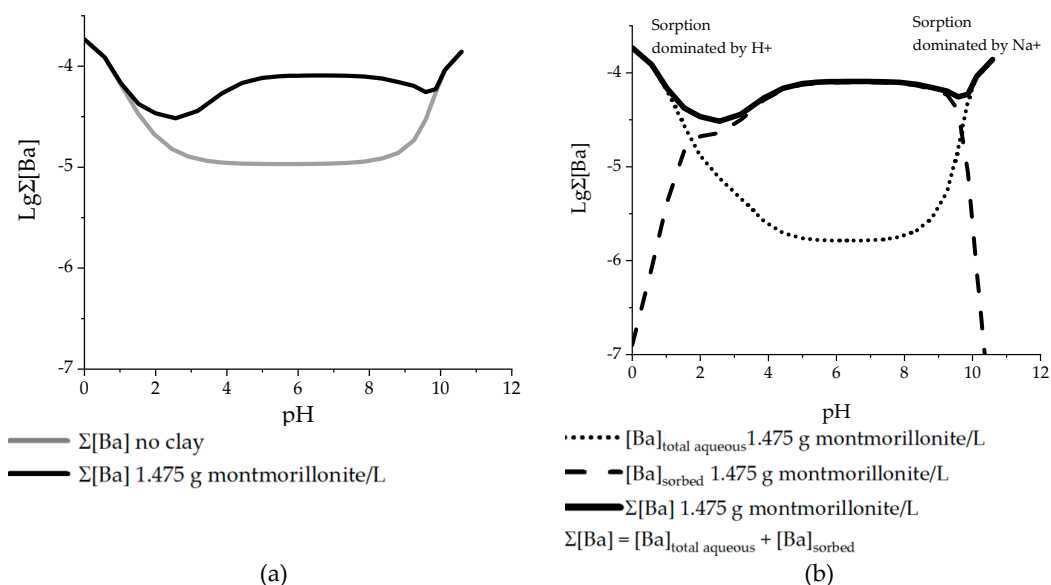 LgΣ[Ba]
-4
-5
-6
-7
0 2 4 6 8 10 12
pH
Σ[Ba] no clay
Σ[Ba] 1.475 g montmorillonite/L
(a)
Sorption
dominated by H+
Sorption
dominated by Na+
LgΣ[Ba]
-4
-5
-6
-7
0 2 4 6 8 10 12
pH
[Ba]total aqueous 1.475 g montmorillonite/L
[Ba]sorbed 1.475 g montmorillonite/L
Σ[Ba] 1.475 g montmorillonite/L
Σ[Ba] = [Ba]total aqueous + [Ba]sorbed
(b)